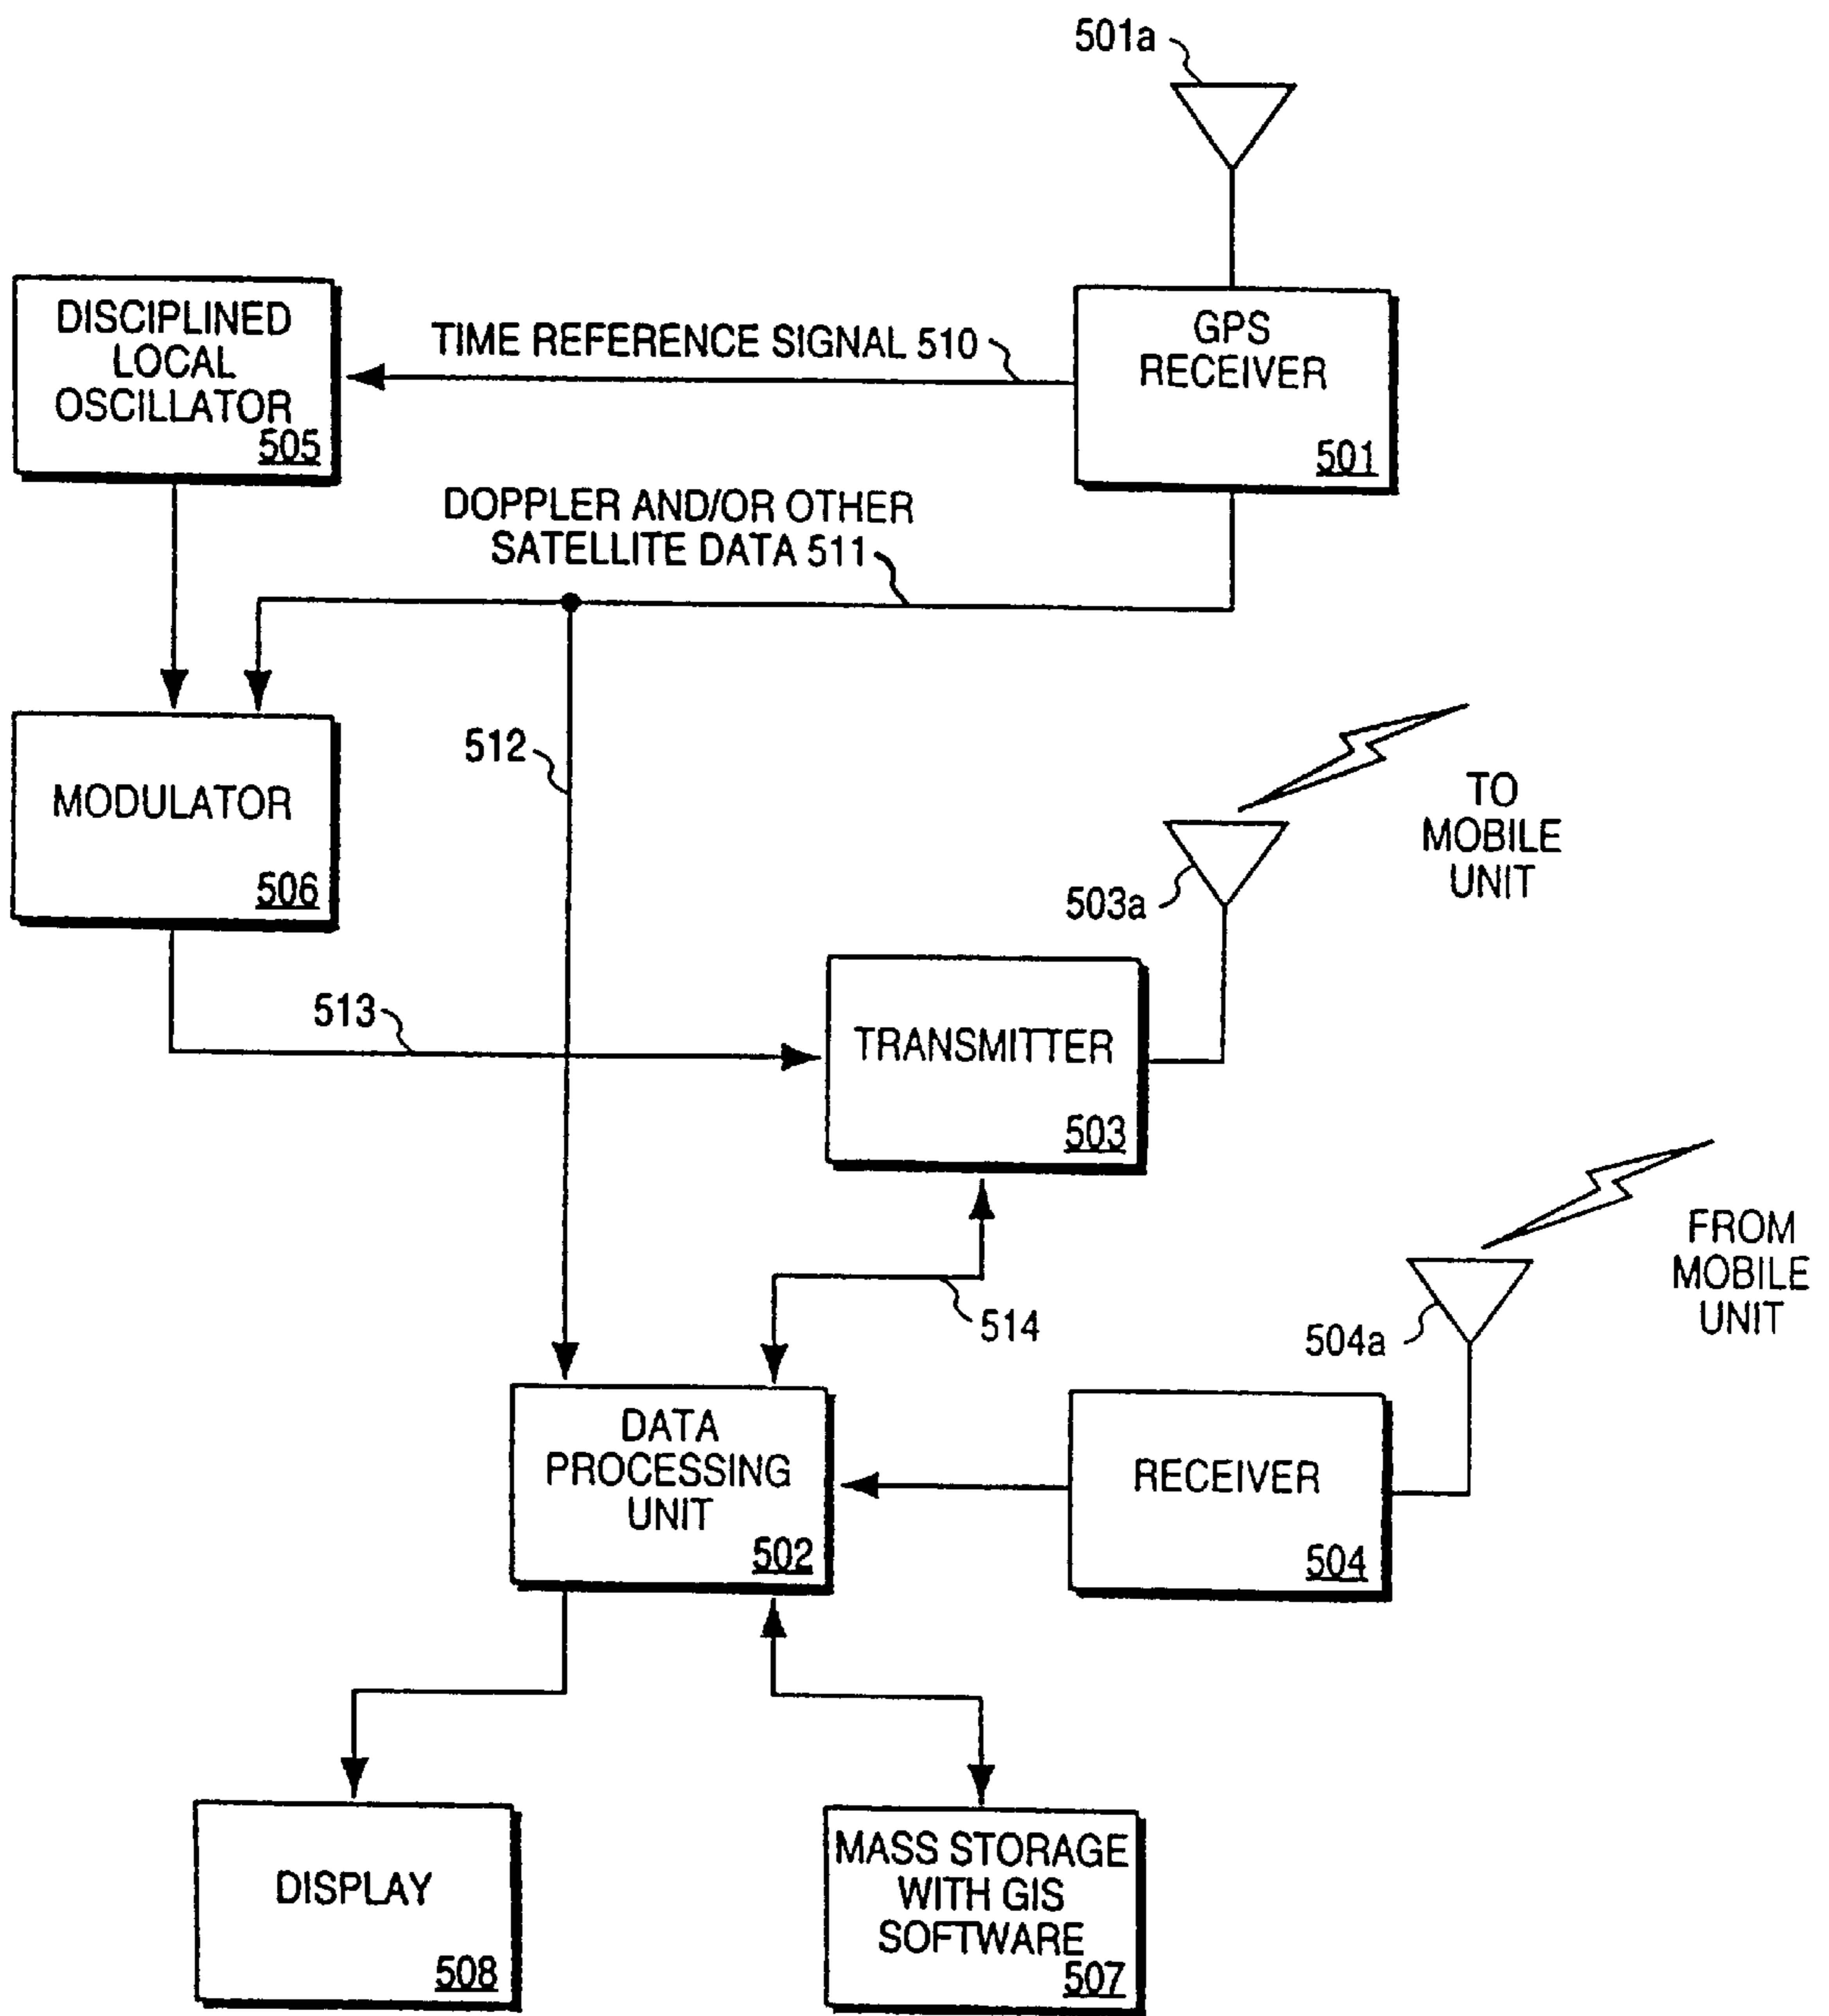 501a
DISCIPLINED
LOCAL
OSCILLATOR
505
TIME REFERENCE SIGNAL 510
GPS
RECEIVER
501
DOPPLER AND/OR OTHER
SATELLITE DATA 511
MODULATOR
506
512
TO
MOBILE
UNIT
503a
513
TRANSMITTER
503
FROM
MOBILE
UNIT
514
504a
DATA
PROCESSING
UNIT
502
RECEIVER
504
DISPLAY
508
MASS STORAGE
WITH GIS
SOFTWARE
507